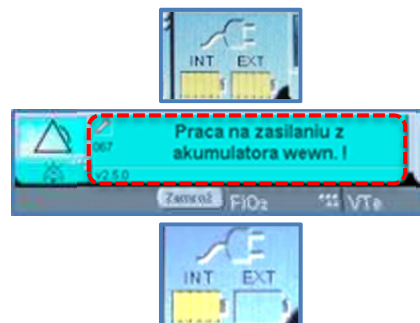 INT EXT
Praca na zasilaniu z
067
akumulatora wewn. !
v2.5.0
Zamroź FiO2 VTe
INT EXT